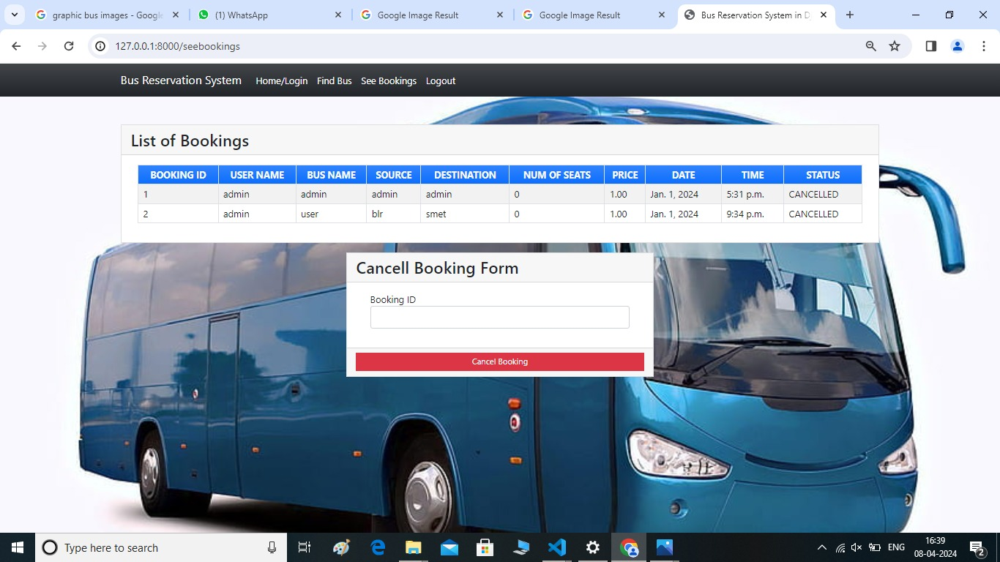 graphic bus images - Google
(1) WhatsApp
Google Image Result
Google Image Result
Bus Reservation System in D
127.0.0.1:8000/seebookings
Bus Reservation System Home/Login Find Bus See Bookings Logout
List of Bookings
BOOKING ID USER NAME BUS NAME SOURCE DESTINATION NUM OF SEATS PRICE DATE TIME STATUS
1 admin admin admin admin 0 1.00 Jan. 1, 2024 5:31 p.m. CANCELLED
2 admin user blr smet 0 1.00 Jan. 1, 2024 9:34 p.m. CANCELLED
Cancell Booking Form
Booking ID
Cancel Booking
Type here to search
ENG
16:39
08-04-2024
2